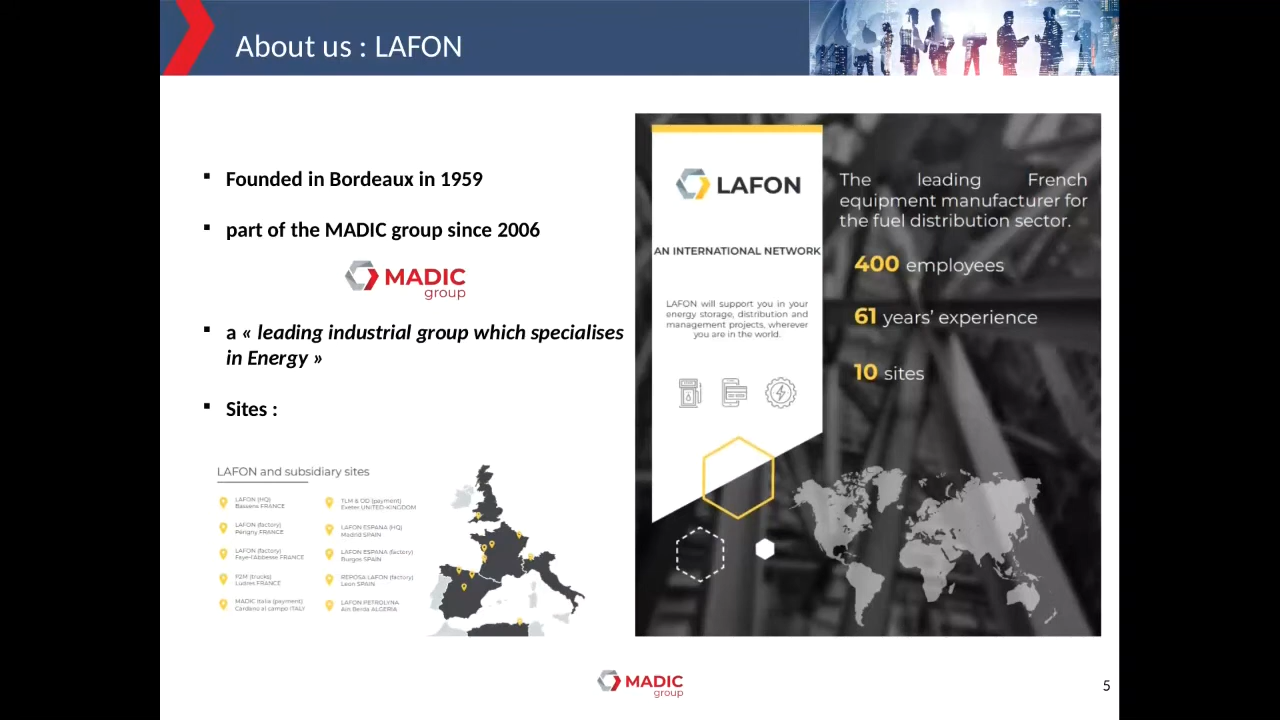 About us : LAFON
▪ Founded in Bordeaux in 1959
▪ part of the MADIC group since 2006
MADIC
group
▪ a « leading industrial group which specialises
in Energy »
▪ Sites :
LAFON and subsidiary sites
LAFON (HQ)
Bassens FRANCE
LAFON (factory)
Périgny FRANCE
LAFON (factory)
Faye-l'Abbesse FRANCE
P2M (trucks)
Ludres FRANCE
MADIC Italia (payment)
Cardano al campo ITALY
TLM & OD (payment)
Exeter UNITED-KINGDOM
LAFON ESPANA (HQ)
Madrid SPAIN
LAFON ESPANA (factory)
Burgos SPAIN
REPOSA LAFON (factory)
Leon SPAIN
LAFON PETROLYNA
Ain Berda ALGERIA
LAFON
AN INTERNATIONAL NETWORK
LAFON will support you in your
energy storage, distribution and
management projects, wherever
you are in the world.
The leading French
equipment manufacturer for
the fuel distribution sector.
400 employees
61 years' experience
10 sites
MADIC
group
5